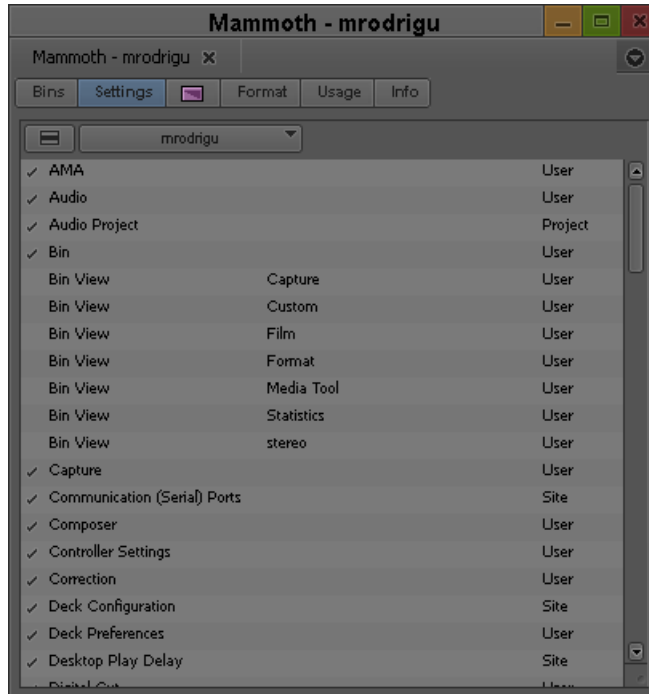 Mammoth - mrodrigu
Mammoth - mrodrigu
Bins Settings Format Usage Info
mrodrigu
AMA User
Audio User
Audio Project Project
Bin User
Bin View Capture User
Bin View Custom User
Bin View Film User
Bin View Format User
Bin View Media Tool User
Bin View Statistics User
Bin View stereo User
Capture User
Communication (Serial) Ports Site
Composer User
Controller Settings User
Correction User
Deck Configuration Site
Deck Preferences User
Desktop Play Delay Site
Digital Cut User